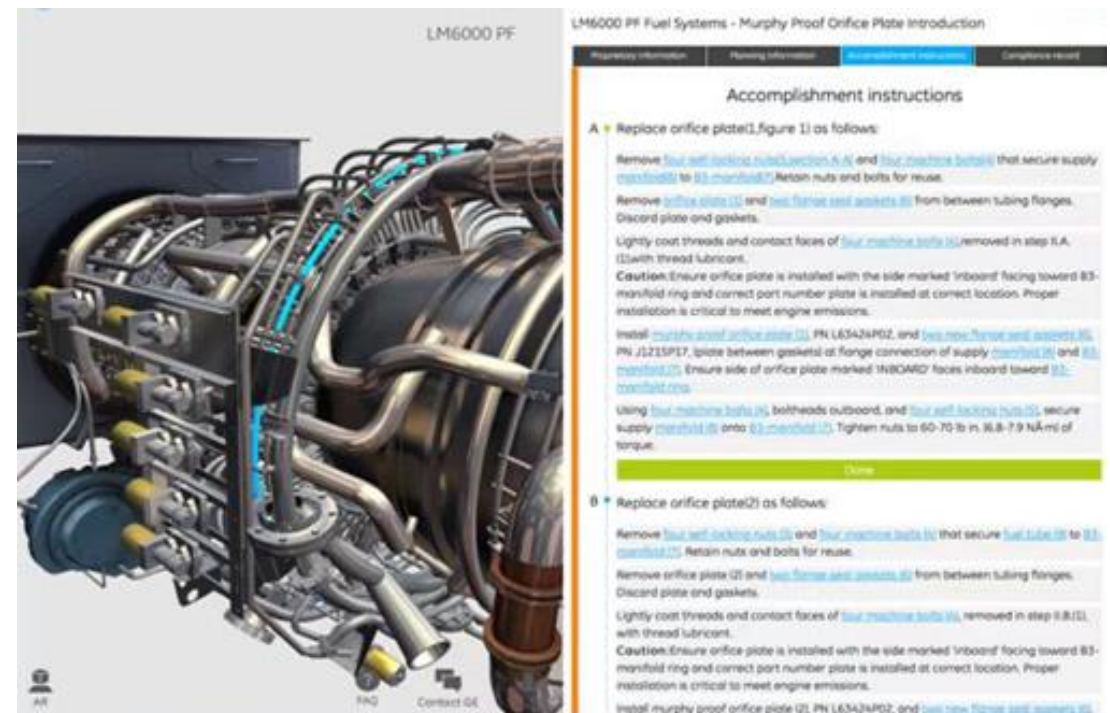 LM6000 PF
AR
FAQ
Contact GE
LM6000 PF Fuel Systems - Murphy Proof Orifice Plate Introduction
Proprietary information
Planning information
Accomplishment instructions
Compliance record
Accomplishment instructions
A Replace orifice plate(1,figure 1) as follows:
Remove four self-locking nuts(5,section A-A) and four machine bolts(4) that secure supply
manifold(8) to B3-manifold(7).Retain nuts and bolts for reuse.
Remove orifice plate (1) and two flange seal gaskets (6) from between tubing flanges.
Discard plate and gaskets.
Lightly coat threads and contact faces of four machine bolts (4),removed in step II.A.
(1),with thread lubricant.
Caution:Ensure orifice plate is installed with the side marked 'inboard' facing toward B3-
manifold ring and correct part number plate is installed at correct location. Proper
installation is critical to meet engine emissions.
Install murphy proof orifice plate (1), PN L63424P02, and two new flange seal gaskets (6),
PN J1215P17, (plate between gaskets) at flange connection of supply manifold (8) and B3-
manifold (7). Ensure side of orifice plate marked 'INBOARD' faces inboard toward B3-
manifold ring.
Using four machine bolts (4), boltheads outboard, and four self-locking nuts (5), secure
supply manifold (8) onto B3-manifold (7). Tighten nuts to 60-70 lb in. (6.8-7.9 NÂ·m) of
torque.
Done
B Replace orifice plate(2) as follows:
Remove four self-locking nuts (5) and four machine bolts (4) that secure fuel tube (9) to B3-
manifold (7). Retain nuts and bolts for reuse.
Remove orifice plate (2) and two flange seal gaskets (6) from between tubing flanges.
Discard plate and gaskets.
Lightly coat threads and contact faces of four machine bolts (4), removed in step II.B.(1),
with thread lubricant.
Caution:Ensure orifice plate is installed with the side marked 'inboard' facing toward B3-
manifold ring and correct part number plate is installed at correct location. Proper
installation is critical to meet engine emissions.
Install murphy proof orifice plate (2), PN L63424P02, and two new flange seal gaskets (6),